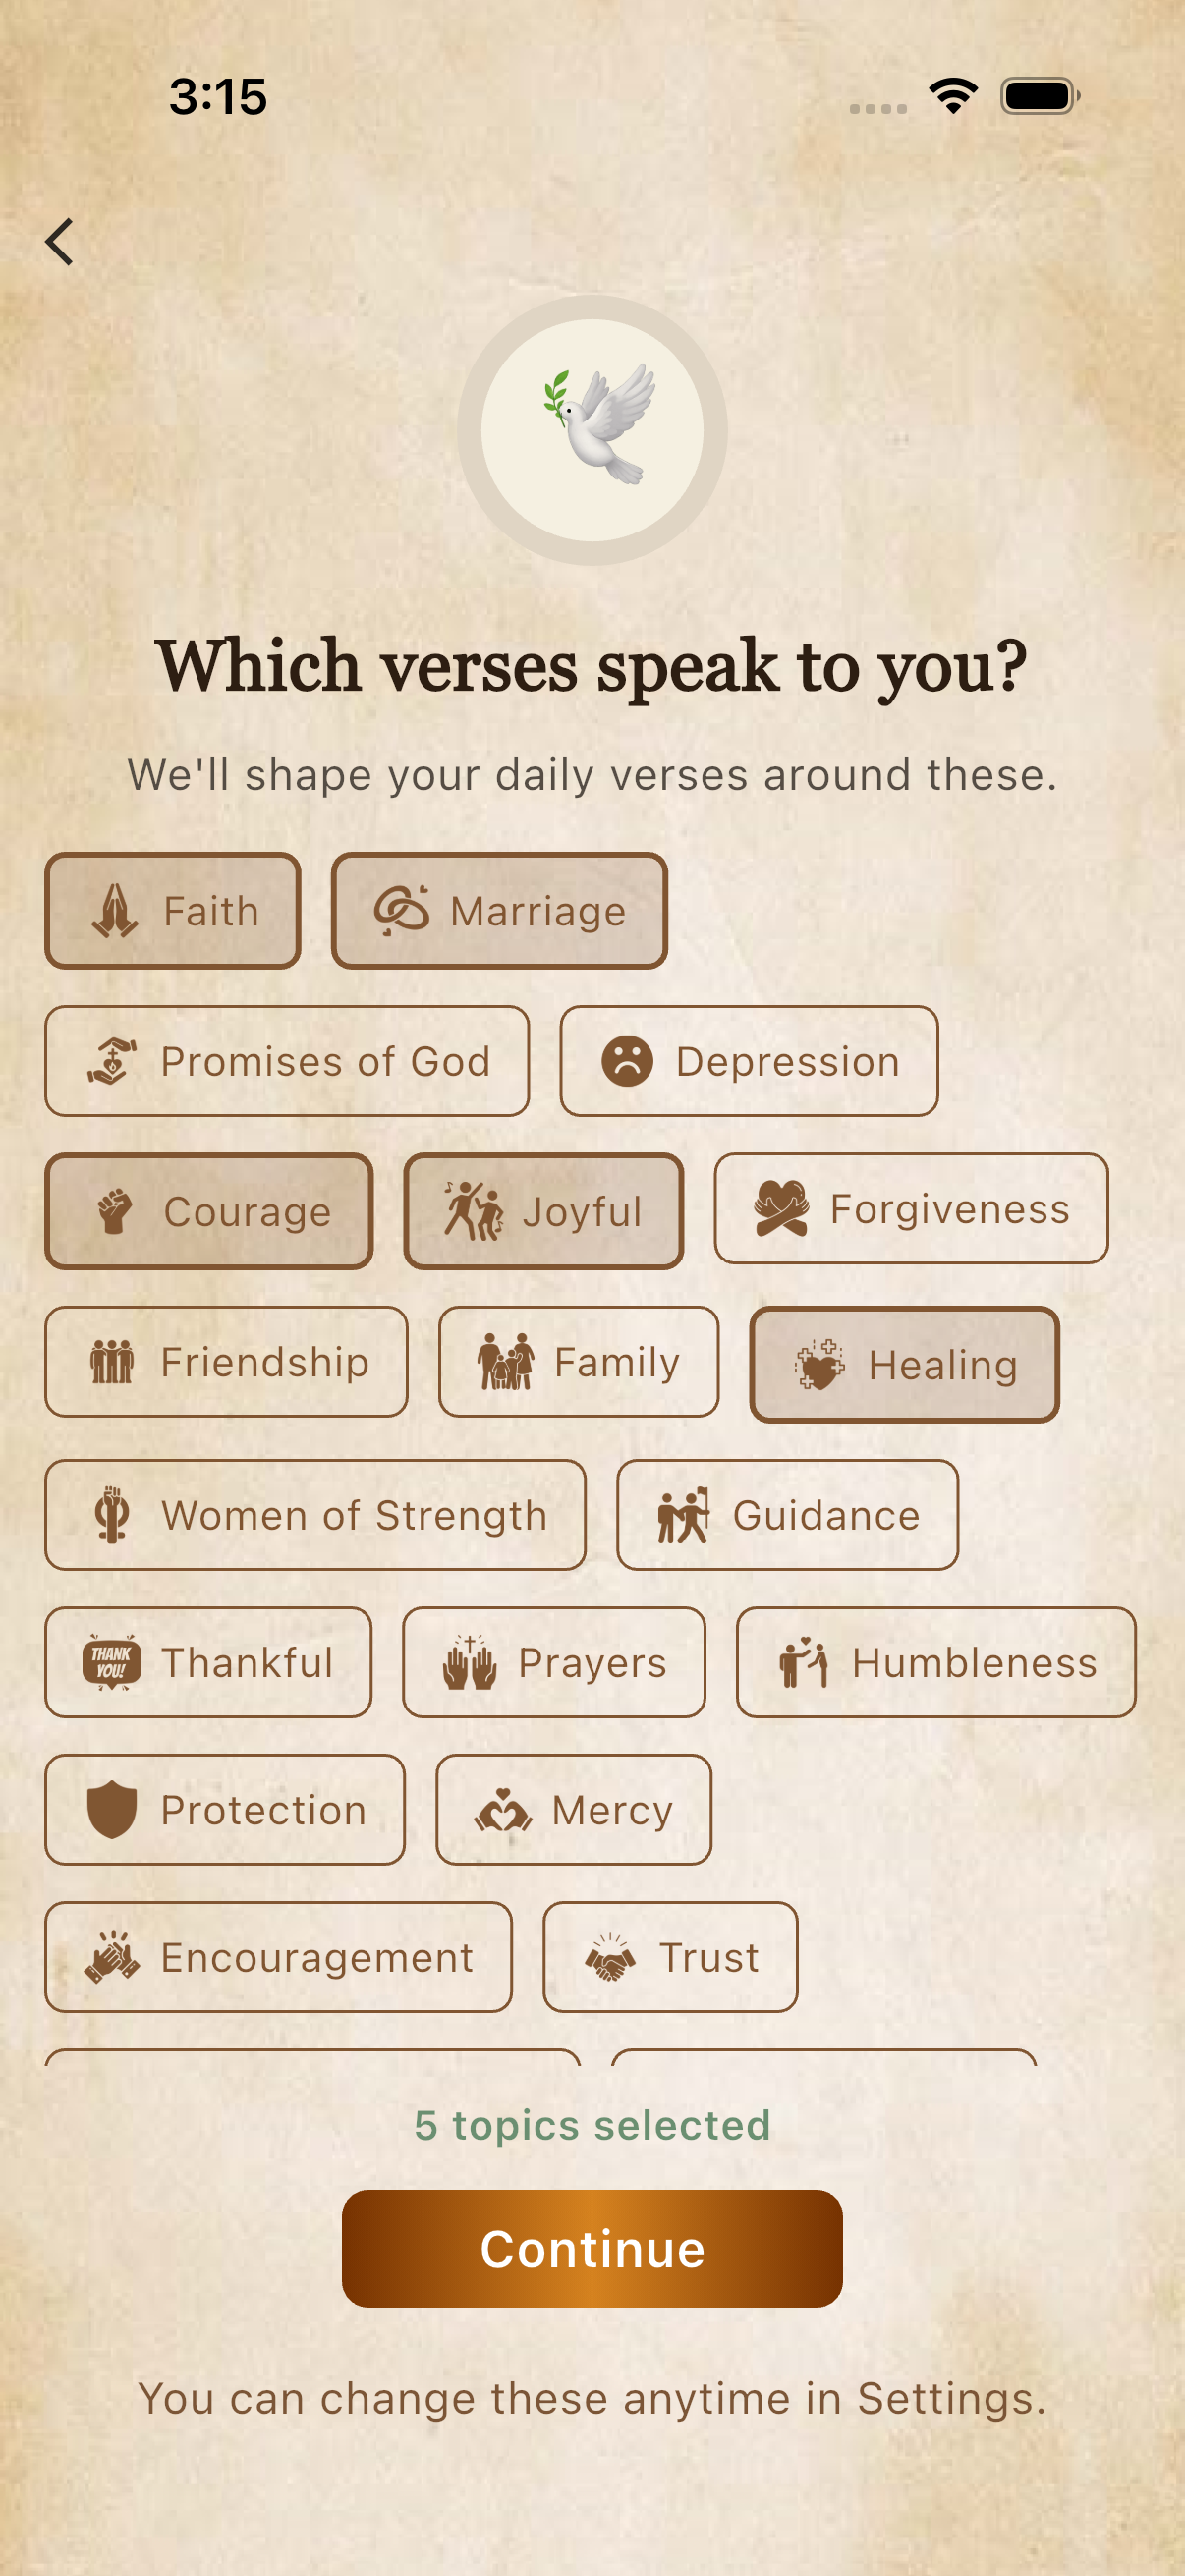 3:15
Which verses speak to you?
We'll shape your daily verses around these.
Faith Marriage
Promises of God Depression
Courage Joyful Forgiveness
Friendship Family Healing
Women of Strength Guidance
THANK
YOU!
Thankful Prayers Humbleness
Protection Mercy
Encouragement Trust
5 topics selected
Continue
You can change these anytime in Settings.